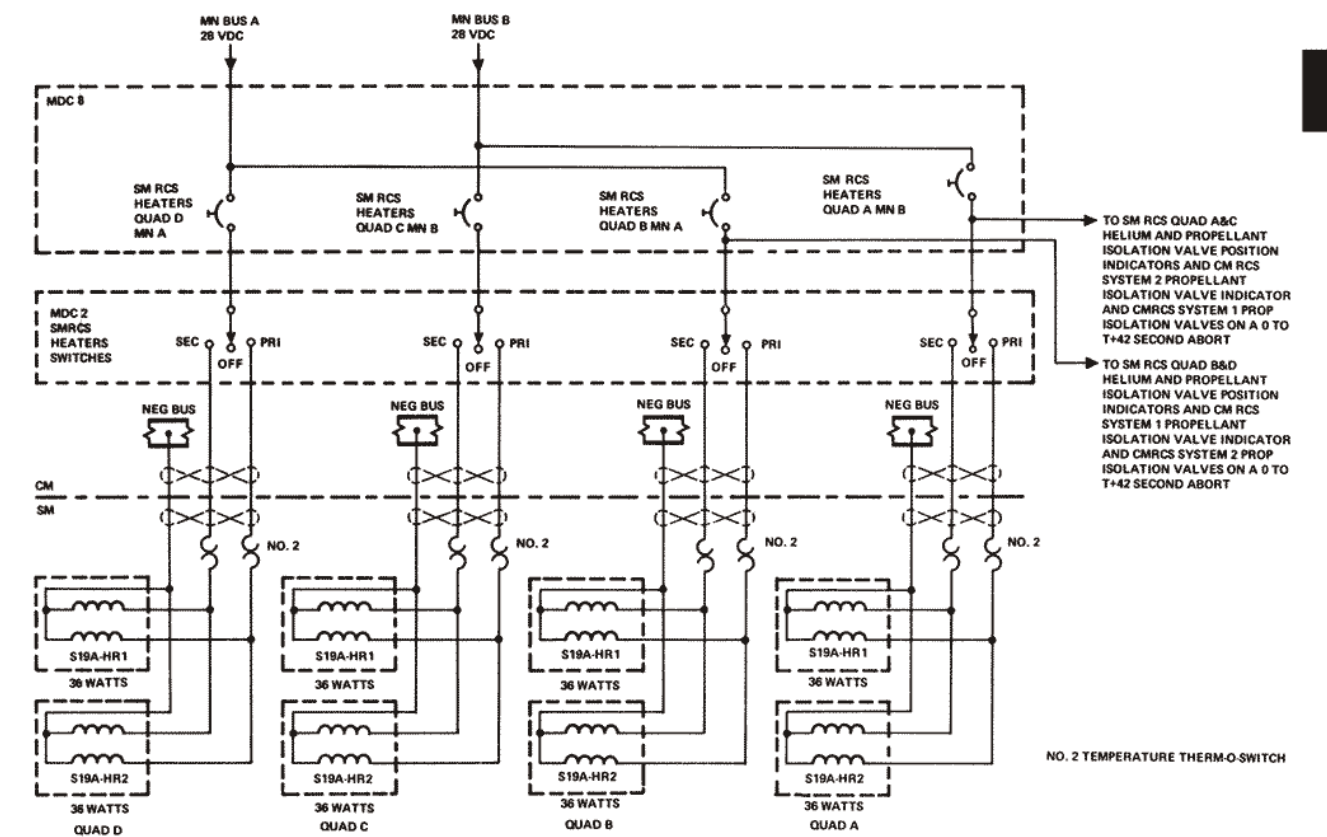 MN BUS A
28 VDC
MN BUS B
28 VDC
MDC 8
SM RCS
HEATERS
QUAD D
MN A
SM RCS
HEATERS
QUAD C MN B
SM RCS
HEATERS
QUAD B MN A
SM RCS
HEATERS
QUAD A MN B
TO SM RCS QUAD A&C
HELIUM AND PROPELLANT
ISOLATION VALVE POSITION
INDICATORS AND CM RCS
SYSTEM 2 PROPELLANT
ISOLATION VALVE INDICATOR
AND CMRCS SYSTEM 1 PROP
ISOLATION VALVES ON A 0 TO
T+42 SECOND ABORT
MDC 2
SMRCS
HEATERS
SWITCHES
SEC
OFF
PRI
SEC
OFF
PRI
SEC
OFF
PRI
SEC
OFF
PRI
TO SM RCS QUAD B&D
HELIUM AND PROPELLANT
ISOLATION VALVE POSITION
INDICATORS AND CM RCS
SYSTEM 1 PROPELLANT
ISOLATION VALVE INDICATOR
AND CMRCS SYSTEM 2 PROP
ISOLATION VALVES ON A 0 TO
T+42 SECOND ABORT
NEG BUS
NEG BUS
NEG BUS
NEG BUS
CM
SM
NO. 2
NO. 2
NO. 2
NO. 2
S19A-HR1
36 WATTS
S19A-HR1
36 WATTS
S19A-HR1
36 WATTS
S19A-HR1
36 WATTS
S19A-HR2
36 WATTS
QUAD D
S19A-HR2
36 WATTS
QUAD C
S19A-HR2
36 WATTS
QUAD B
S19A-HR2
36 WATTS
QUAD A
NO. 2 TEMPERATURE THERM-O-SWITCH